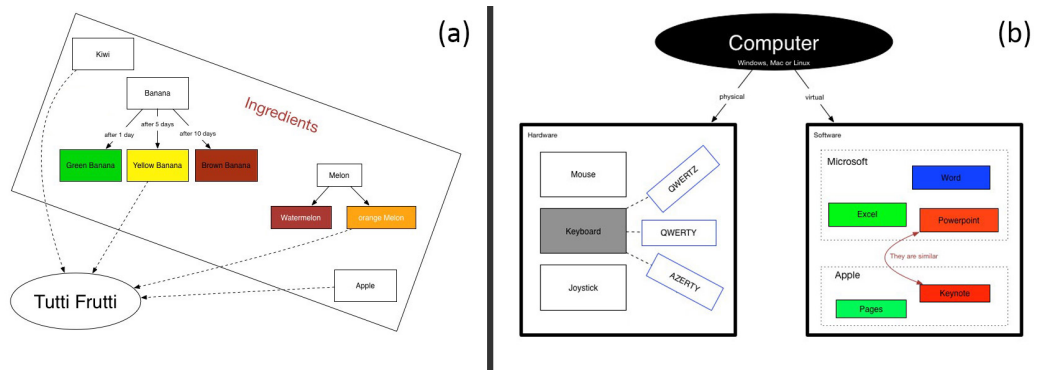 (a)
Kiwi
Banana
Ingredients
after 1 day
after 5 days
after 10 days
Green Banana
Yellow Banana
Brown Banana
Melon
Watermelon
orange Melon
Apple
Tutti Frutti
(b)
Computer
Windows, Mac or Linux
physical
virtual
Hardware
Mouse
QWERTZ
Keyboard
QWERTY
Joystick
AZERTY
Software
Microsoft
Word
Excel
Powerpoint
They are similar
Apple
Keynote
Pages